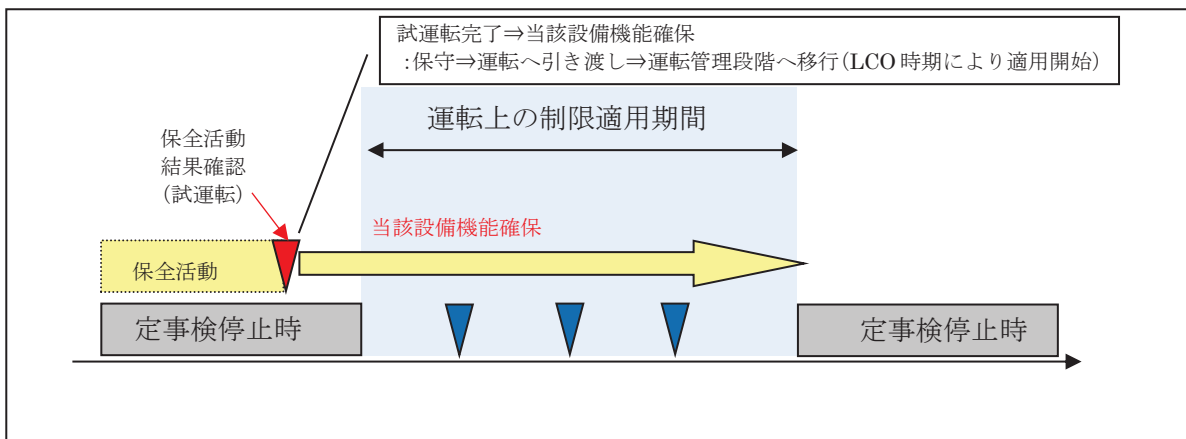 試運転完了⇒当該設備機能確保
:保守⇒運転へ引き渡し⇒運転管理段階へ移行(LCO 時期により適用開始)
運転上の制限適用期間
保全活動
結果確認
(試運転)
当該設備機能確保
保全活動
定事検停止時
定事検停止時